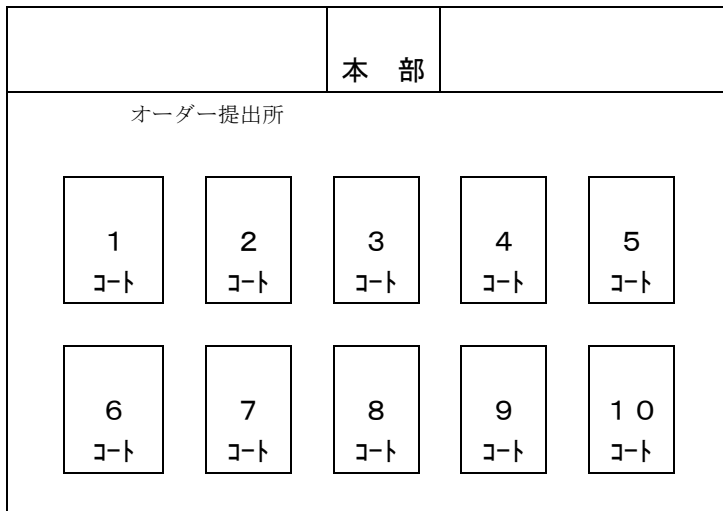 本　部
オーダー提出所
１　２　３　４　５
ｺｰﾄ　ｺｰﾄ　ｺｰﾄ　ｺｰﾄ　ｺｰﾄ
６　７　８　９　１０
ｺｰﾄ　ｺｰﾄ　ｺｰﾄ　ｺｰﾄ　ｺｰﾄ